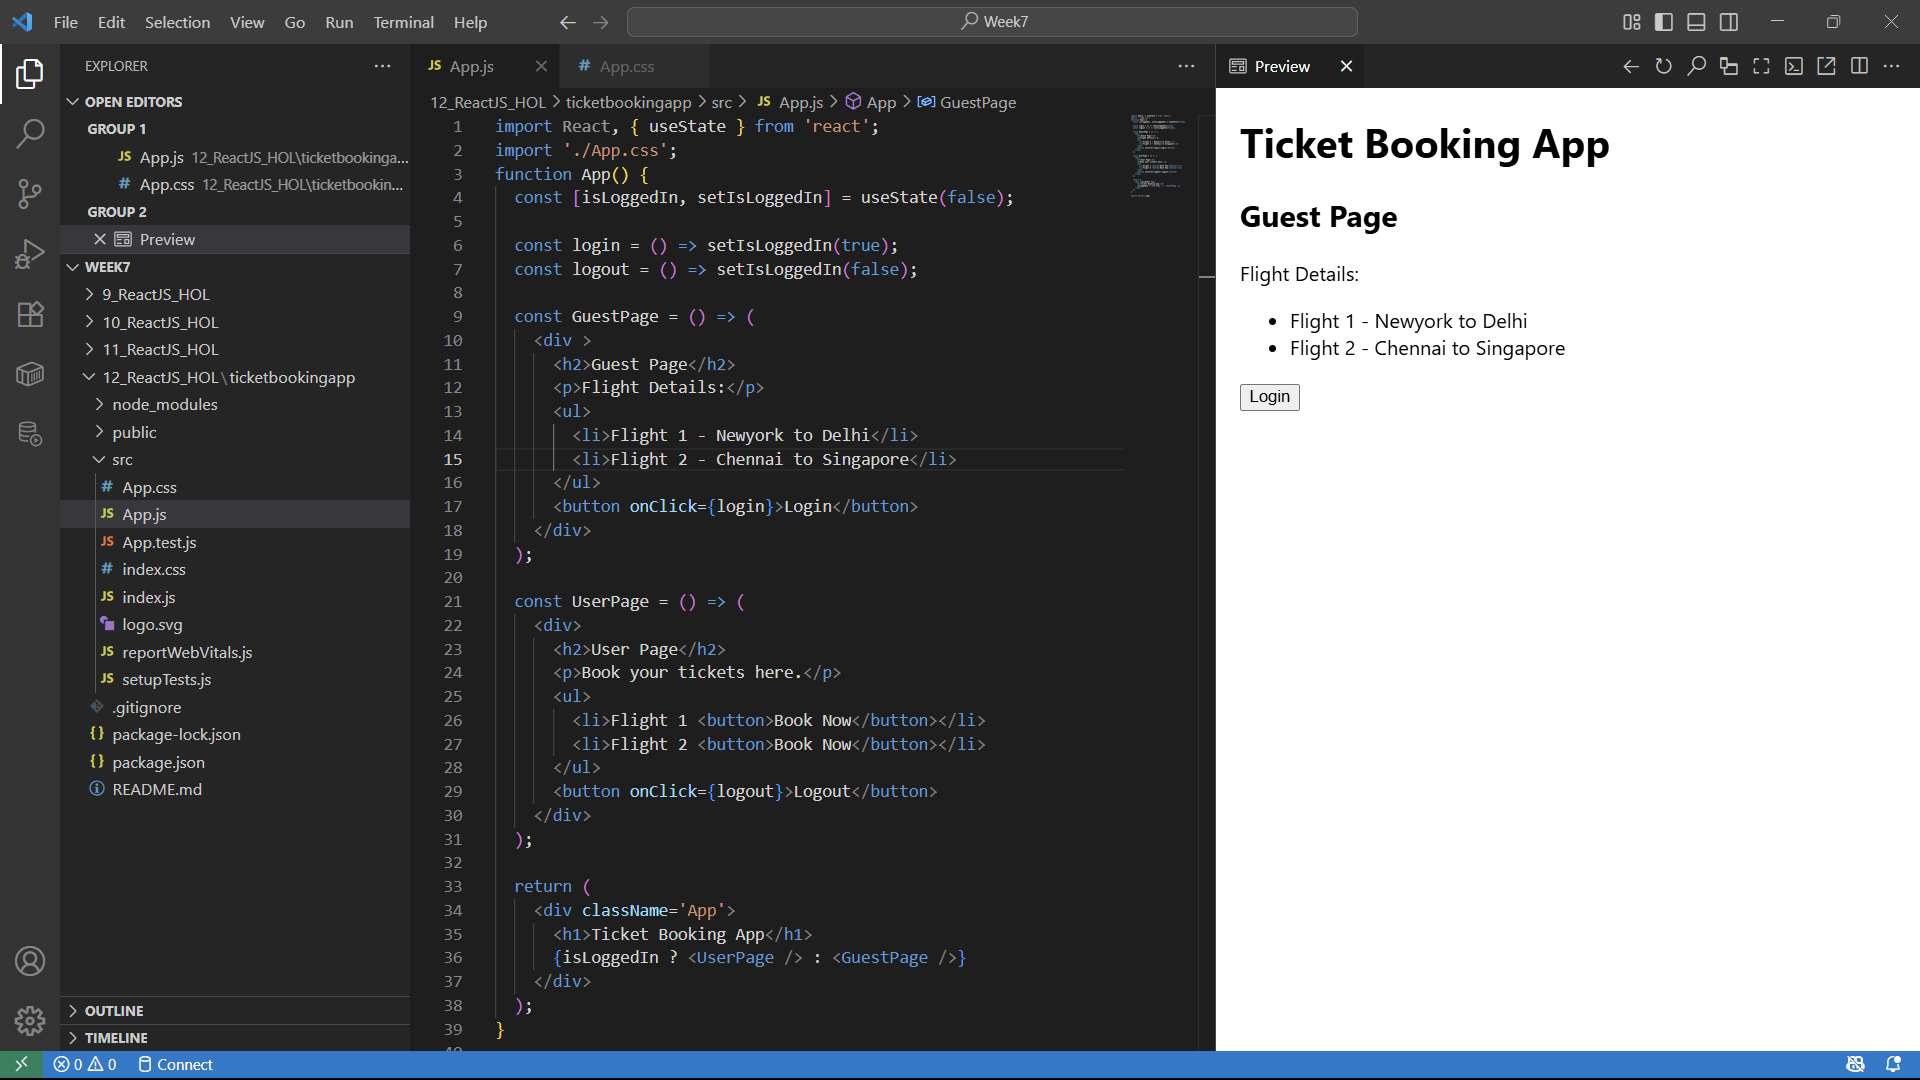 File Edit Selection View Go Run Terminal Help
Week7
EXPLORER
OPEN EDITORS
GROUP 1
JS App.js 12_ReactJS_HOL\ticketbookinga...
# App.css 12_ReactJS_HOL\ticketbookin...
GROUP 2
Preview
WEEK7
9_ReactJS_HOL
10_ReactJS_HOL
11_ReactJS_HOL
12_ReactJS_HOL\ticketbookingapp
node_modules
public
src
# App.css
JS App.js
JS App.test.js
# index.css
JS index.js
logo.svg
JS reportWebVitals.js
JS setupTests.js
.gitignore
{} package-lock.json
{} package.json
README.md
OUTLINE
TIMELINE
JS App.js
# App.css
12_ReactJS_HOL > ticketbookingapp > src > JS App.js > App > GuestPage
1 import React, { useState } from 'react';
2 import './App.css';
3 function App() {
4 const [isLoggedIn, setIsLoggedIn] = useState(false);
5
6 const login = () => setIsLoggedIn(true);
7 const logout = () => setIsLoggedIn(false);
8
9 const GuestPage = () => (
10 <div >
11 <h2>Guest Page</h2>
12 <p>Flight Details:</p>
13 <ul>
14 <li>Flight 1 - Newyork to Delhi</li>
15 <li>Flight 2 - Chennai to Singapore</li>
16 </ul>
17 <button onClick={login}>Login</button>
18 </div>
19 );
20
21 const UserPage = () => (
22 <div>
23 <h2>User Page</h2>
24 <p>Book your tickets here.</p>
25 <ul>
26 <li>Flight 1 <button>Book Now</button></li>
27 <li>Flight 2 <button>Book Now</button></li>
28 </ul>
29 <button onClick={logout}>Logout</button>
30 </div>
31 );
32
33 return (
34 <div className='App'>
35 <h1>Ticket Booking App</h1>
36 {isLoggedIn ? <UserPage /> : <GuestPage />}
37 </div>
38 );
39 }
Preview
Ticket Booking App
Guest Page
Flight Details:
• Flight 1 - Newyork to Delhi
• Flight 2 - Chennai to Singapore
Login
0 0 Connect